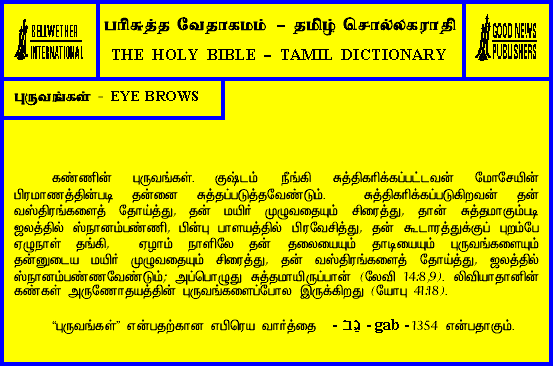 BELLWETHER
INTERNATIONAL
பரிசுத்த வேதாகமம் – தமிழ் சொல்லகராதி
THE HOLY BIBLE – TAMIL DICTIONARY
GOOD NEWS
PUBLISHERS
புருவங்கள் - EYE BROWS
கண்ணின் புருவங்கள். குஷ்டம் நீங்கி சுத்திகரிக்கப்பட்டவன் மோசேயின்
பிரமாணத்தின்படி தன்னை சுத்தப்படுத்தவேண்டும். சுத்திகரிக்கப்படுகிறவன் தன்
வஸ்திரங்களைத் தோய்த்து, தன் மயிர் முழுவதையும் சிரைத்து, தான் சுத்தமாகும்படி
ஜலத்தில் ஸ்நானம்பண்ணி, பின்பு பாளயத்தில் பிரவேசித்து, தன் கூடாரத்துக்குப் புறம்பே
ஏழுநாள் தங்கி, ஏழாம் நாளிலே தன் தலையையும் தாடியையும் புருவங்களையும்
தன்னுடைய மயிர் முழுவதையும் சிரைத்து, தன் வஸ்திரங்களைத் தோய்த்து, ஜலத்தில்
ஸ்நானம்பண்ணவேண்டும்; அப்பொழுது சுத்தமாயிருப்பான் (லேவி 14:8,9). லிவியாதானின்
கண்கள் அருணோதயத்தின் புருவங்களைப்போல இருக்கிறது (யோபு 41:18).
“புருவங்கள்” என்பதற்கான எபிரெய வார்த்தை - גַּב - gab -1354 என்பதாகும்.